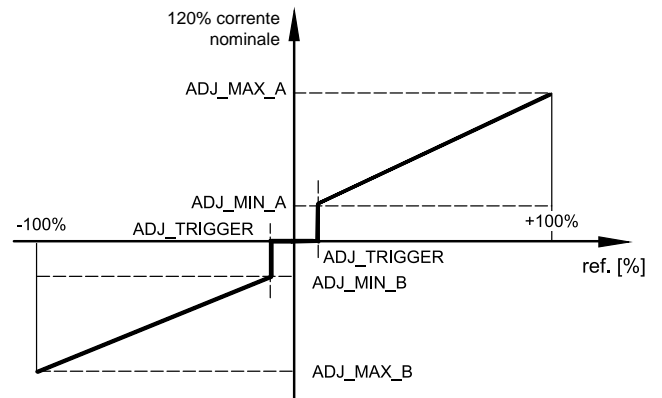 120% corrente
nominale
ADJ_MAX_A
ADJ_MIN_A
-100%
ADJ_TRIGGER
+100%
ADJ_TRIGGER
ref. [%]
ADJ_MIN_B
ADJ_MAX_B